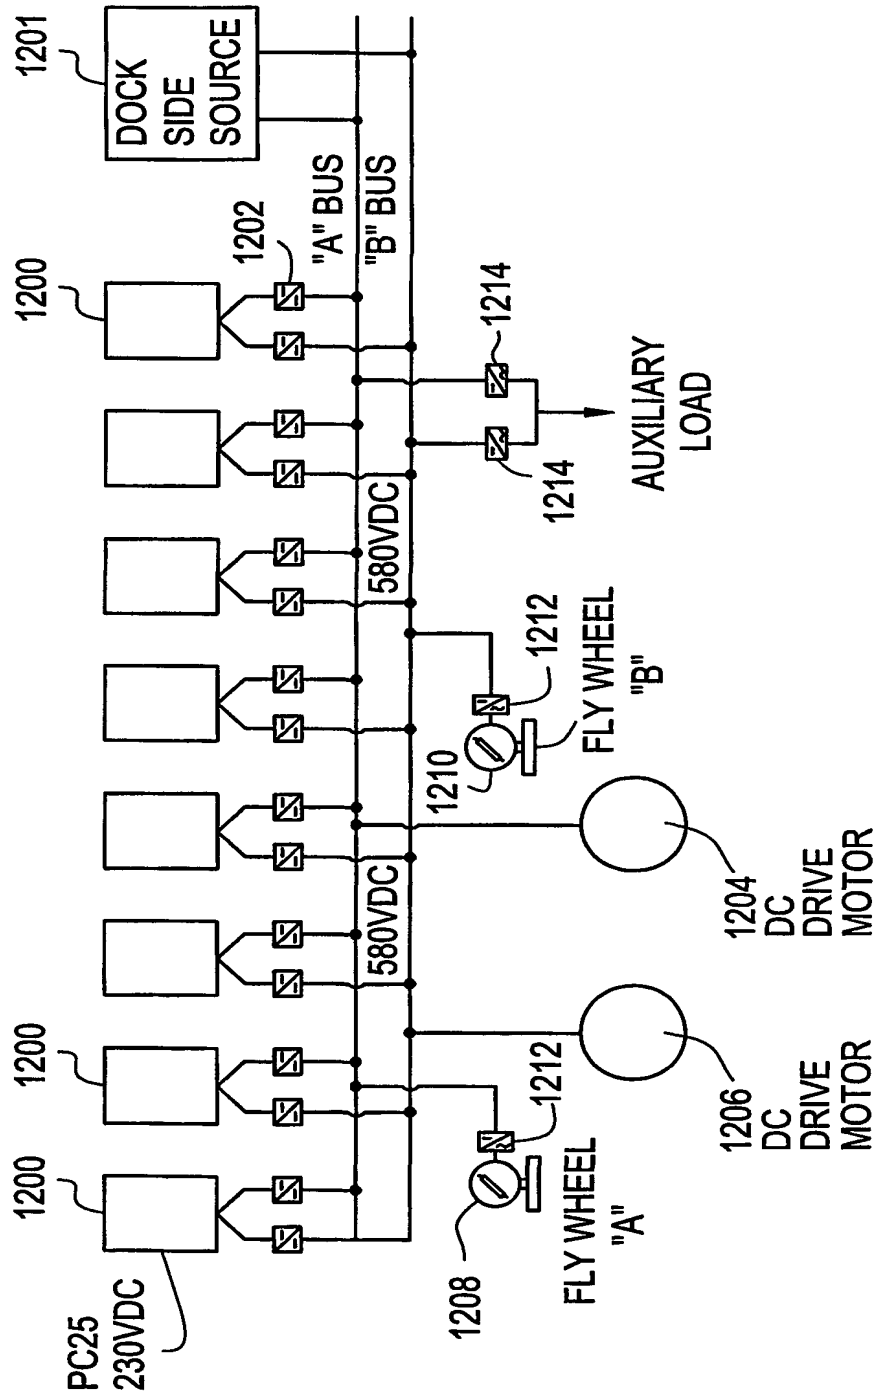 1201
DOCK
SIDE
SOURCE
1200
1202
"A" BUS
"B" BUS
1214
1214
AUXILIARY
LOAD
580VDC
1212
FLY WHEEL
"B"
1210
580VDC
1204
DC
DRIVE
MOTOR
1200
1200
1206
DC
DRIVE
MOTOR
1212
1208
FLY WHEEL
"A"
PC25
230VDC